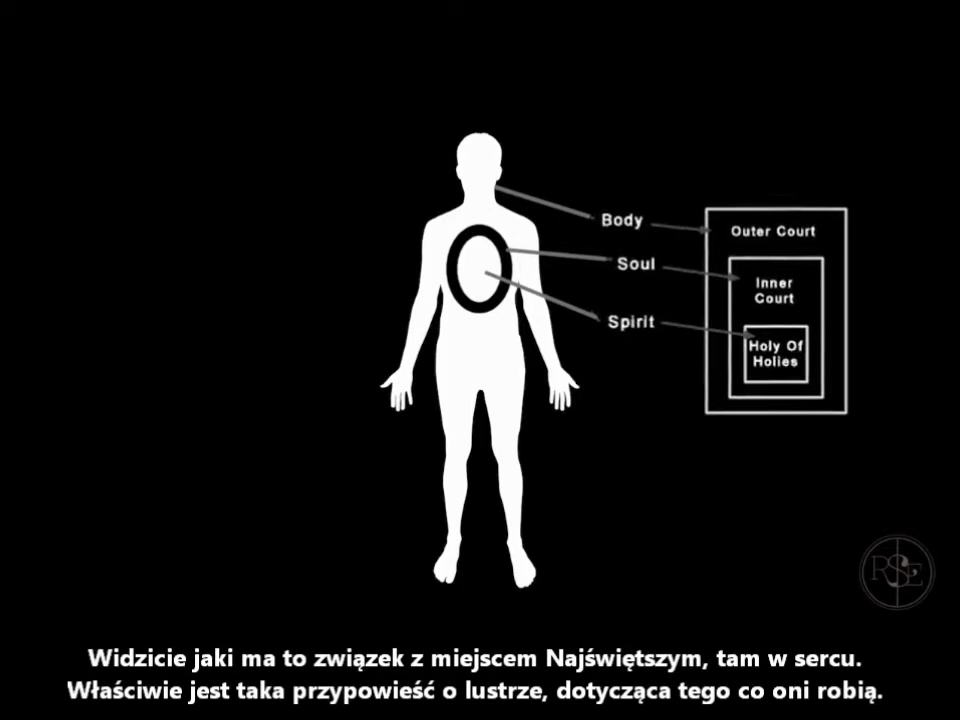 Body
Outer Court
Soul
Inner
Court
Spirit
Holy Of
Holies
RSE
Widzicie jaki ma to związek z miejscem Najświętszym, tam w sercu.
Właściwie jest taka przypowieść o lustrze, dotycząca tego co oni robią.